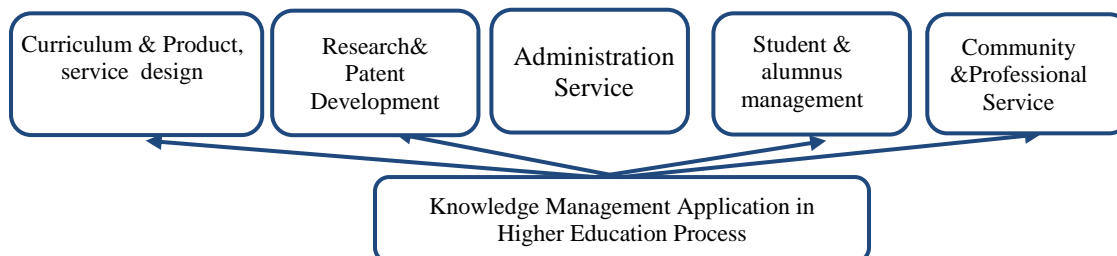 Curriculum & Product,
service design
Research&
Patent
Development
Administration
Service
Student &
alumnus
management
Community
&Professional
Service
Knowledge Management Application in
Higher Education Process